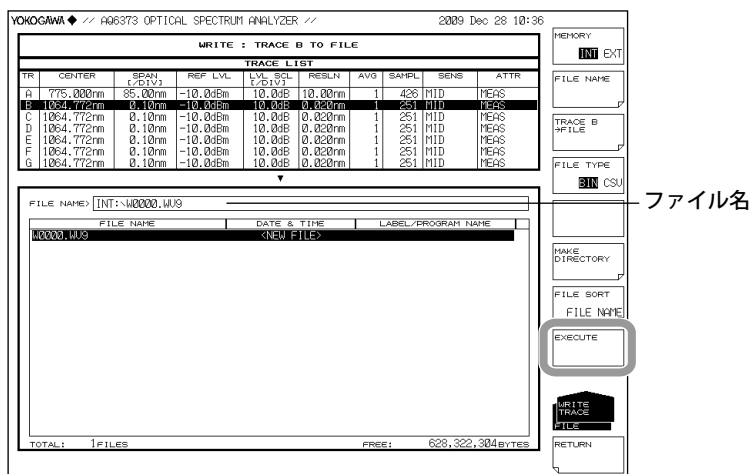 YOKOGAWA ◆ // AQ6373 OPTICAL SPECTRUM ANALYZER // 2009 Dec 28 10:36
WRITE : TRACE B TO FILE
TRACE LIST
TR CENTER SPAN [/DIV] REF LVL LVL SCL [/DIV] RESLN AVG SAMPL SENS ATTR
A 775.000nm 85.00nm -10.0dBm 10.0dB 10.00nm 1 426 MID MEAS
B 1064.772nm 0.10nm -10.0dBm 10.0dB 0.020nm 1 251 MID MEAS
C 1064.772nm 0.10nm -10.0dBm 10.0dB 0.020nm 1 251 MID MEAS
D 1064.772nm 0.10nm -10.0dBm 10.0dB 0.020nm 1 251 MID MEAS
E 1064.772nm 0.10nm -10.0dBm 10.0dB 0.020nm 1 251 MID MEAS
F 1064.772nm 0.10nm -10.0dBm 10.0dB 0.020nm 1 251 MID MEAS
G 1064.772nm 0.10nm -10.0dBm 10.0dB 0.020nm 1 251 MID MEAS
▼
FILE NAME> INT:\W0000.WV9
ファイル名
FILE NAME DATE & TIME LABEL/PROGRAM NAME
W0000.WV9 <NEW FILE>
TOTAL: 1FILES FREE: 628,322,304BYTES
MEMORY
INT EXT
FILE NAME
TRACE B
→FILE
FILE TYPE
BIN CSV
MAKE
DIRECTORY
FILE SORT
FILE NAME
EXECUTE
WRITE
TRACE
FILE
RETURN